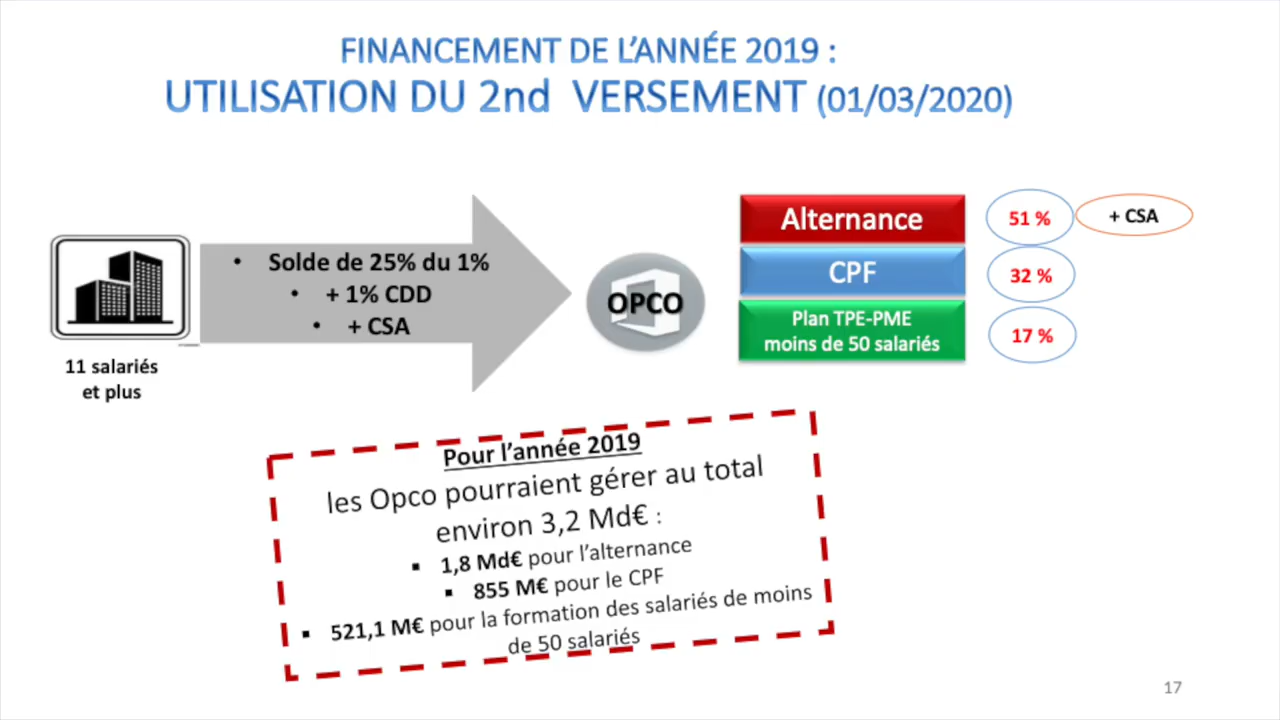 FINANCEMENT DE L'ANNÉE 2019 :
UTILISATION DU 2nd VERSEMENT (01/03/2020)
• Solde de 25% du 1%
• + 1% CDD
• + CSA
11 salariés
et plus
OPCO
Alternance
51 %
+ CSA
CPF
32 %
Plan TPE-PME
moins de 50 salariés
17 %
Pour l'année 2019
les Opco pourraient gérer au total
environ 3,2 Md€ :
▪ 1,8 Md€ pour l'alternance
▪ 855 M€ pour le CPF
▪ 521,1 M€ pour la formation des salariés de moins
de 50 salariés
17